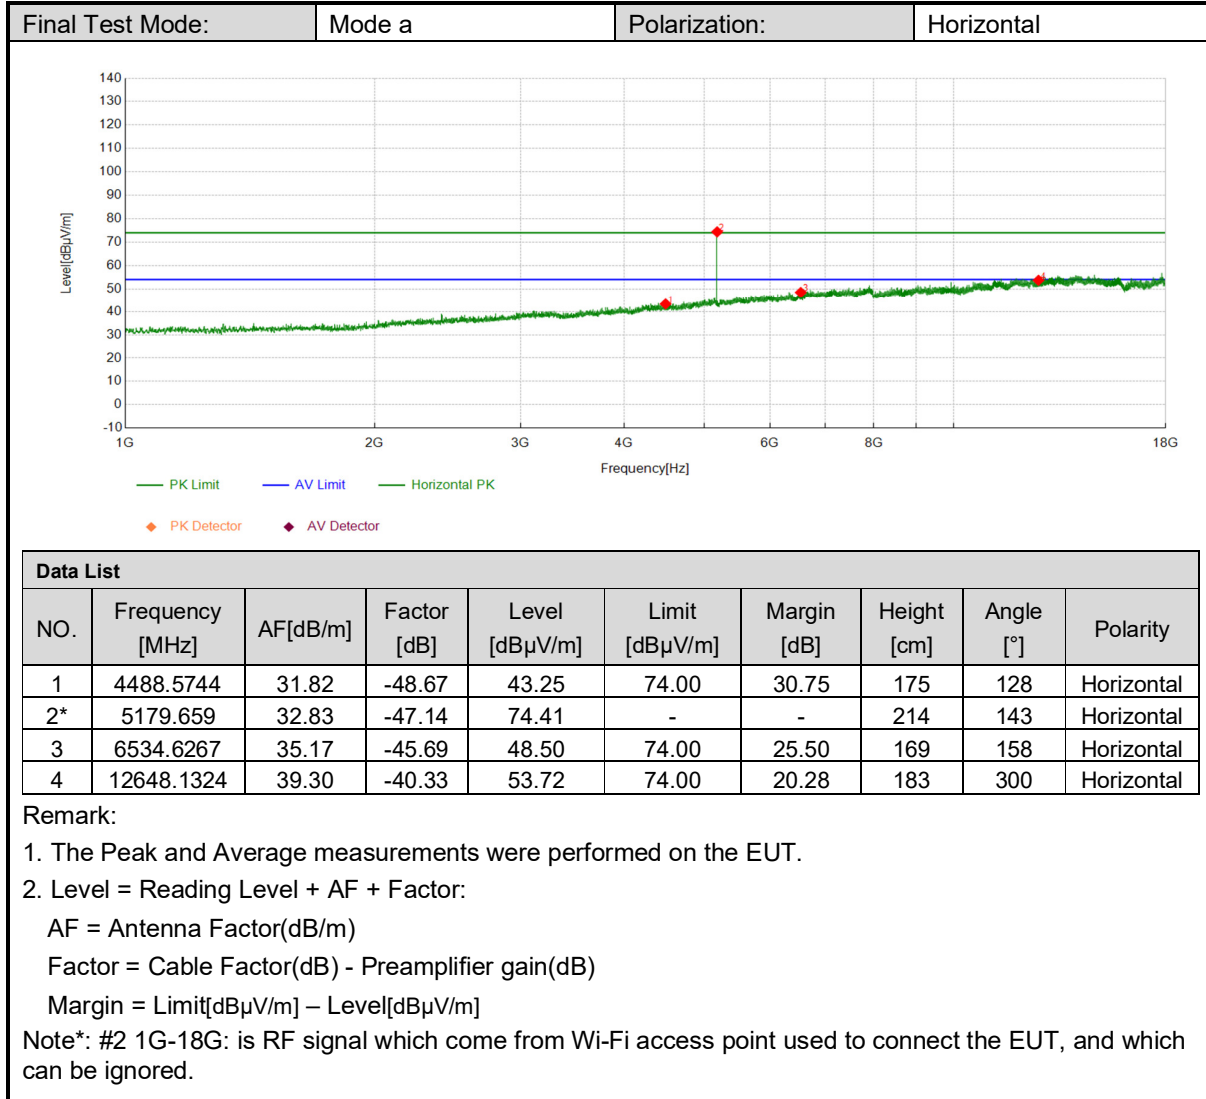 Final Test Mode: Mode a Polarization: Horizontal
140
130
120
110
100
90
80
70
60
50
40
30
20
10
0
-10
Level[dBµV/m]
2
1
3
4
1G 2G 3G 4G 6G 8G 18G
Frequency[Hz]
PK Limit AV Limit Horizontal PK
PK Detector AV Detector
Data List
NO. Frequency [MHz] AF[dB/m] Factor [dB] Level [dBµV/m] Limit [dBµV/m] Margin [dB] Height [cm] Angle [°] Polarity
1 4488.5744 31.82 -48.67 43.25 74.00 30.75 175 128 Horizontal
2* 5179.659 32.83 -47.14 74.41 - - 214 143 Horizontal
3 6534.6267 35.17 -45.69 48.50 74.00 25.50 169 158 Horizontal
4 12648.1324 39.30 -40.33 53.72 74.00 20.28 183 300 Horizontal
Remark:
1. The Peak and Average measurements were performed on the EUT.
2. Level = Reading Level + AF + Factor:
AF = Antenna Factor(dB/m)
Factor = Cable Factor(dB) - Preamplifier gain(dB)
Margin = Limit[dBµV/m] – Level[dBµV/m]
Note*: #2 1G-18G: is RF signal which come from Wi-Fi access point used to connect the EUT, and which
can be ignored.